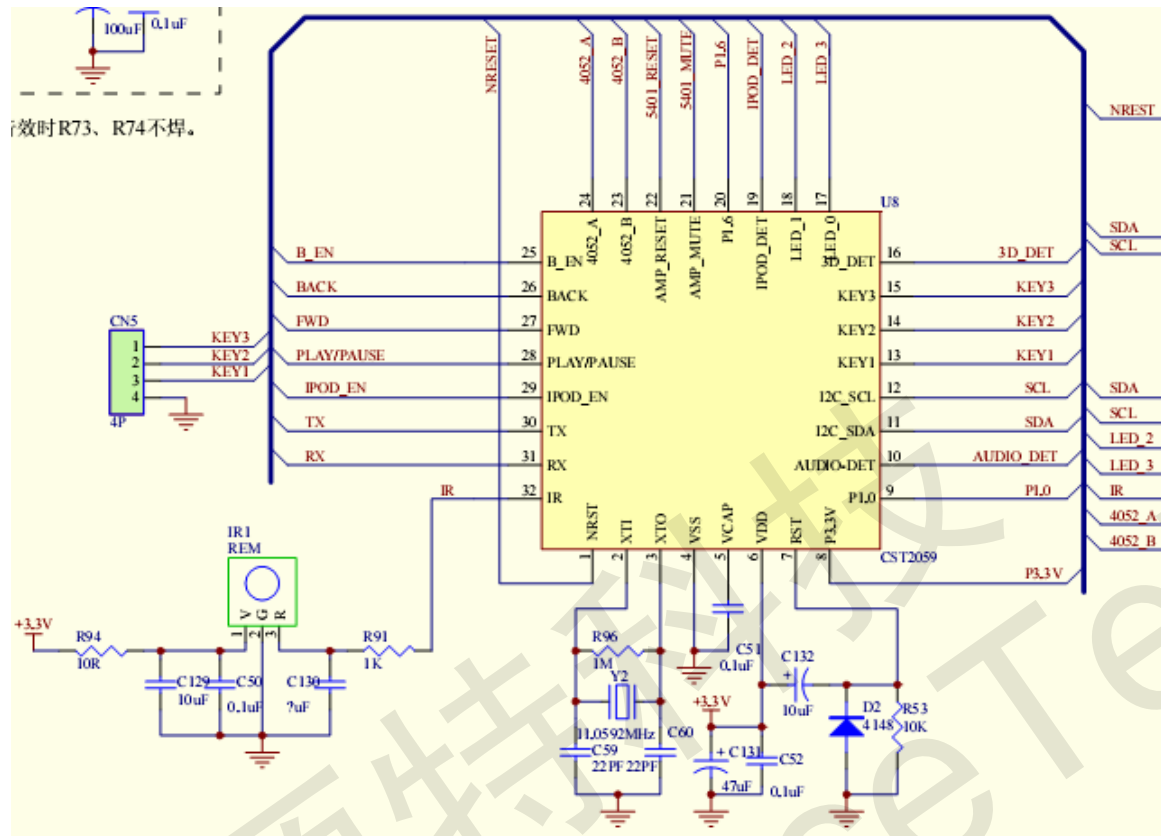 100uF
0.1uF
效时R73、R74不焊。
NRESET
4052_A
4052_B
5401_RESET
5401_MUTE
P1.6
IPOD_DET
LED_2
LED_3
NREST
24
23
22
21
20
19
18
17
U8
4052_A
4052_B
AMP_RESET
AMP_MUTE
P1.6
IPOD_DET
LED_1
LED_0
SDA
SCL
B_EN
25
B_EN
3D_DET
16
3D_DET
BACK
26
BACK
KEY3
15
KEY3
FWD
27
FWD
KEY2
14
KEY2
PLAY/PAUSE
28
PLAY/PAUSE
KEY1
13
KEY1
IPOD_EN
29
IPOD_EN
I2C_SCL
12
SCL
TX
30
TX
I2C_SDA
11
SDA
RX
31
RX
AUDIO-DET
10
AUDIO_DET
IR
32
IR
P1.0
9
P1.0
CN5
1
2
3
4
4P
KEY3
KEY2
KEY1
SDA
SCL
LED_2
LED_3
IR
4052_A
4052_B
NRST
XTI
XTO
VSS
VCAP
VDD
RST
P3.3V
1
2
3
4
5
6
7
8
CST2059
P3.3V
IR1
REM
V
G
R
1
2
3
+3.3V
R94
10R
R91
1K
C129
10uF
C50
0.1uF
C130
?uF
R96
1M
Y2
11.0592MHz
C59
22PF
C60
22PF
C51
0.1uF
+3.3V
C131
47uF
C52
0.1uF
C132
10uF
D2
4148
R53
10K
特科技